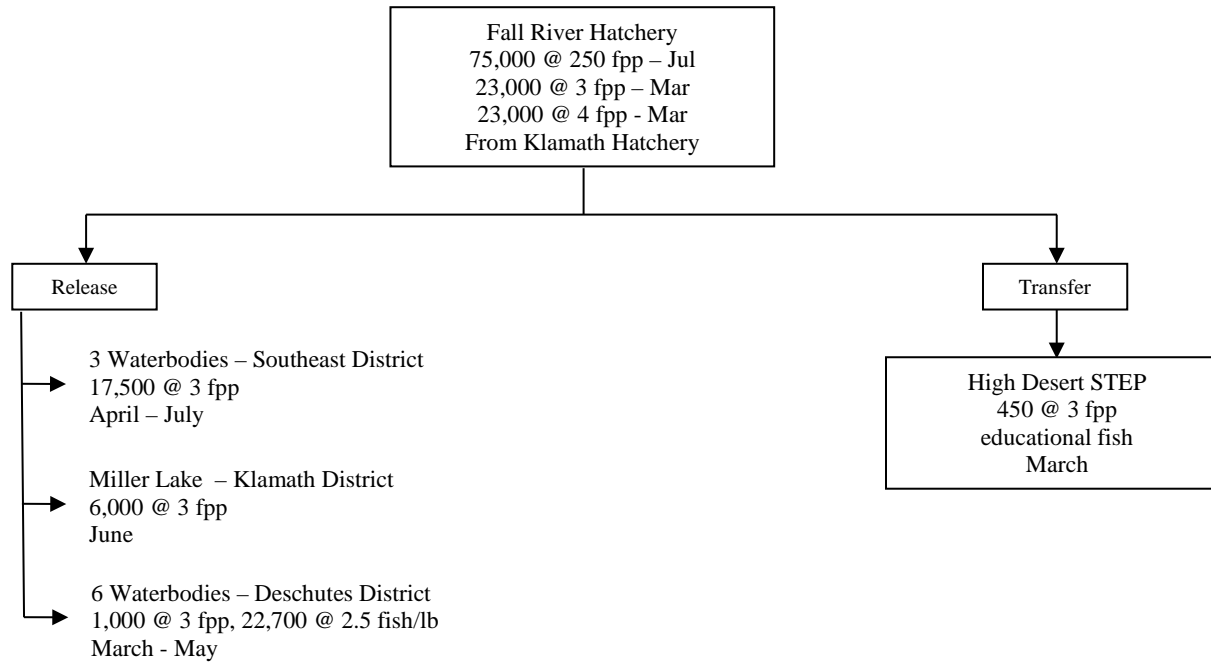 Fall River Hatchery
75,000 @ 250 fpp – Jul
23,000 @ 3 fpp – Mar
23,000 @ 4 fpp - Mar
From Klamath Hatchery
Release
Transfer
3 Waterbodies – Southeast District
17,500 @ 3 fpp
April – July
Miller Lake – Klamath District
6,000 @ 3 fpp
June
6 Waterbodies – Deschutes District
1,000 @ 3 fpp, 22,700 @ 2.5 fish/lb
March - May
High Desert STEP
450 @ 3 fpp
educational fish
March